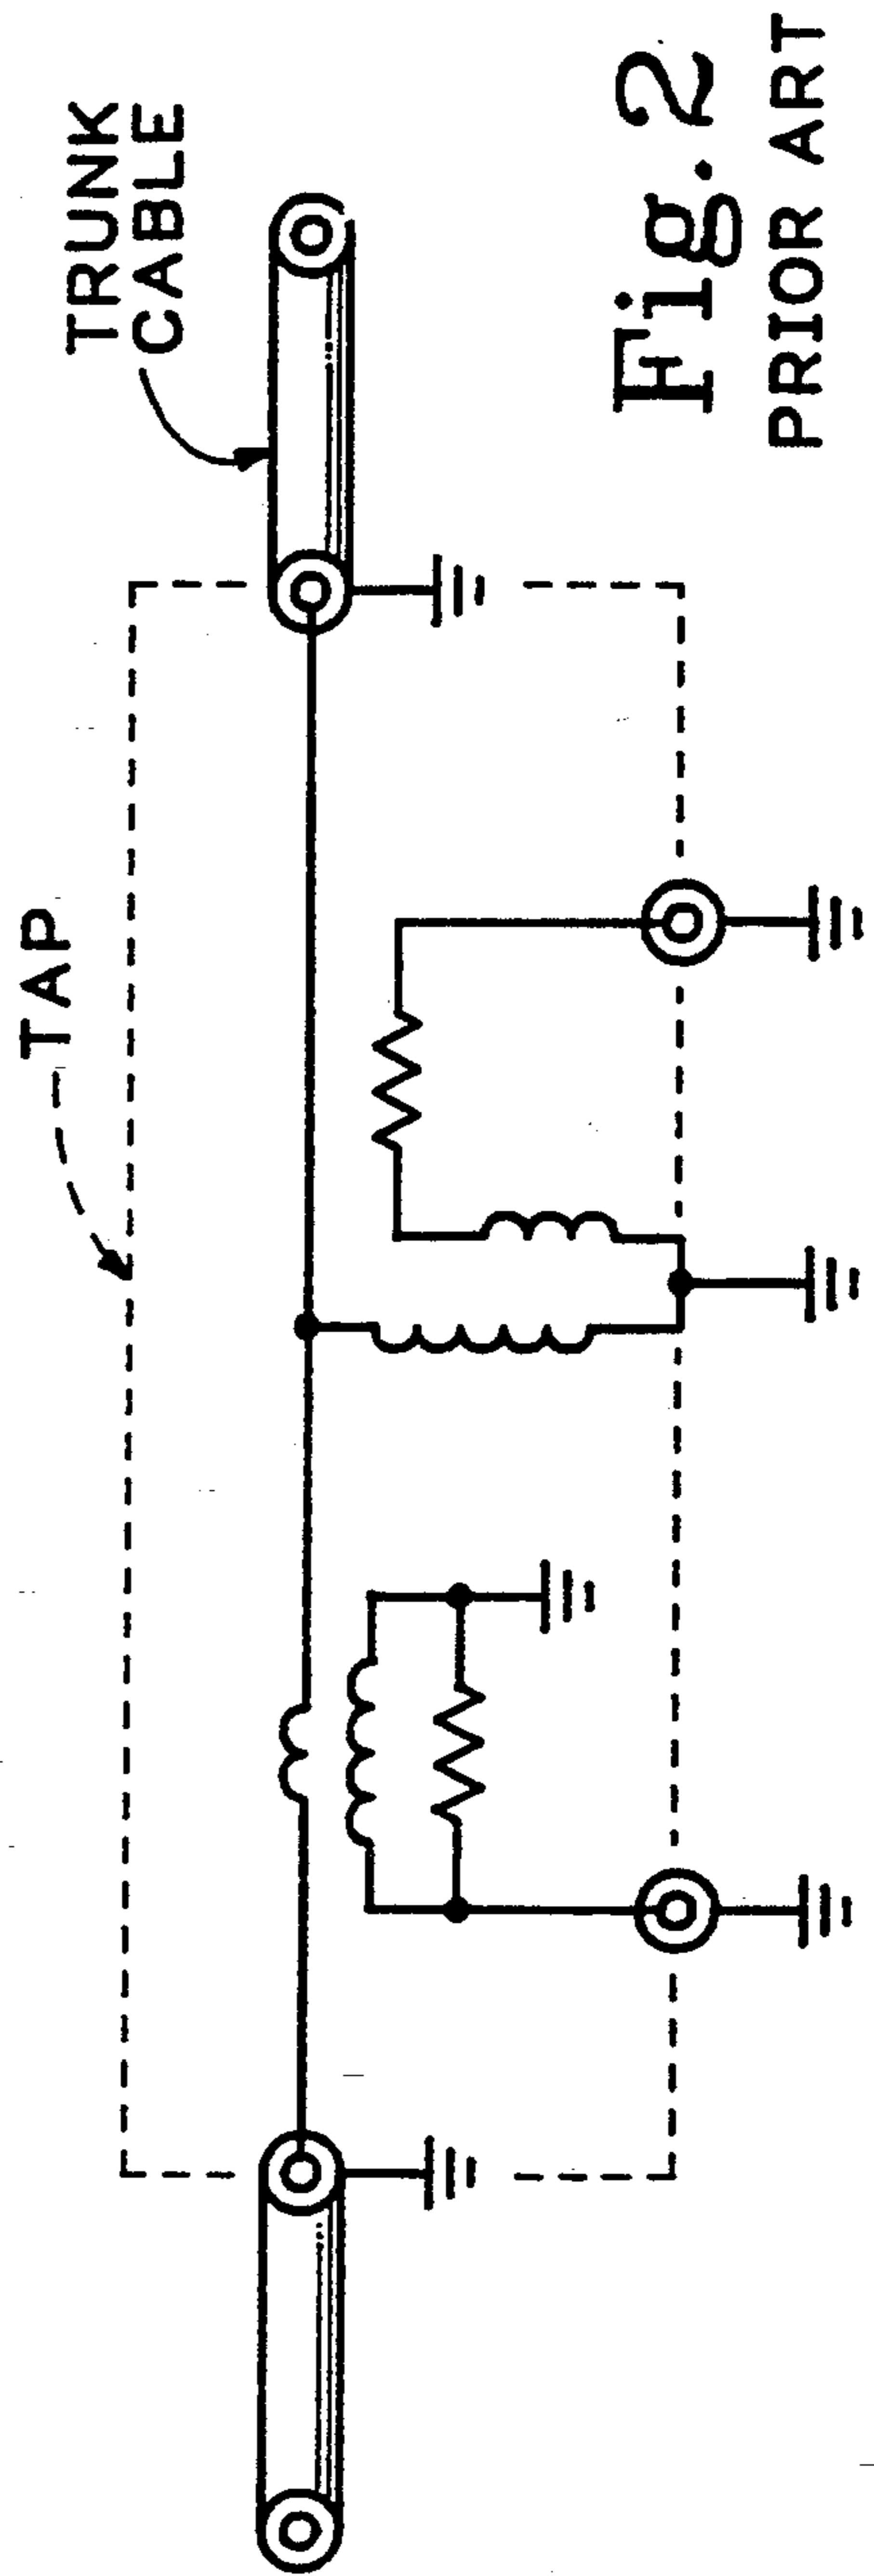 TAP
TRUNK
CABLE
Fig. 2
PRIOR ART